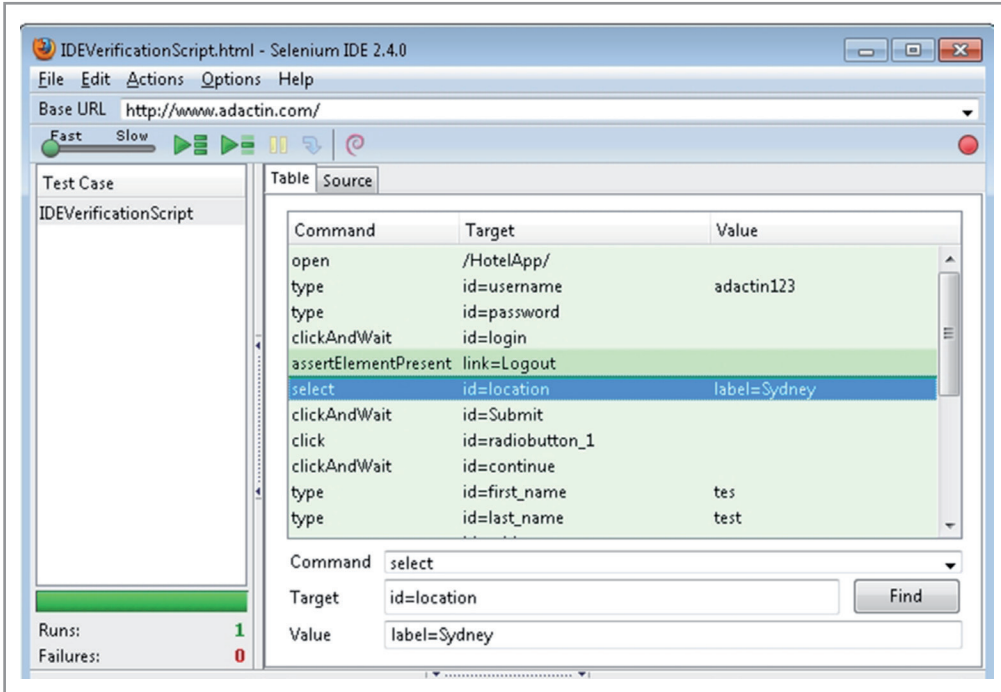 IDEVerificationScript.html - Selenium IDE 2.4.0
File Edit Actions Options Help
Base URL http://www.adactin.com/
Fast Slow
Test Case
IDEVerificationScript
Table Source
Command Target Value
open /HotelApp/
type id=username adactin123
type id=password
clickAndWait id=login
assertElementPresent link=Logout
select id=location label=Sydney
clickAndWait id=Submit
click id=radiobutton_1
clickAndWait id=continue
type id=first_name tes
type id=last_name test
Command select
Target id=location Find
Value label=Sydney
Runs: 1
Failures: 0